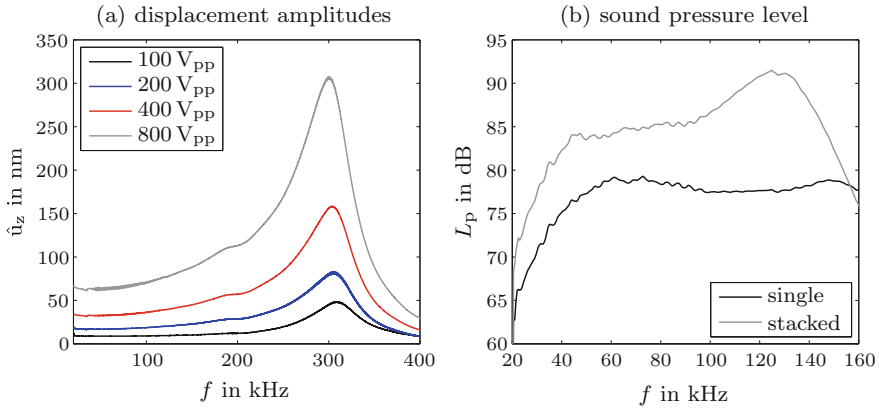 (a) displacement amplitudes
350
300
250
200
150
100
50
0
û_z in nm
100 V_pp
200 V_pp
400 V_pp
800 V_pp
100
200
300
400
f in kHz
(b) sound pressure level
95
90
85
80
75
70
65
60
L_p in dB
single
stacked
20
40
60
80
100
120
140
160
f in kHz